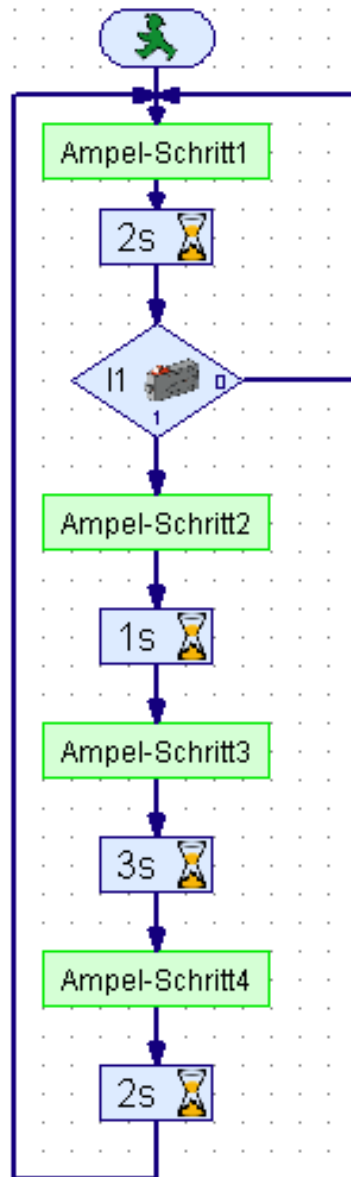 Ampel-Schritt1
2s
I1 0
1
Ampel-Schritt2
1s
Ampel-Schritt3
3s
Ampel-Schritt4
2s